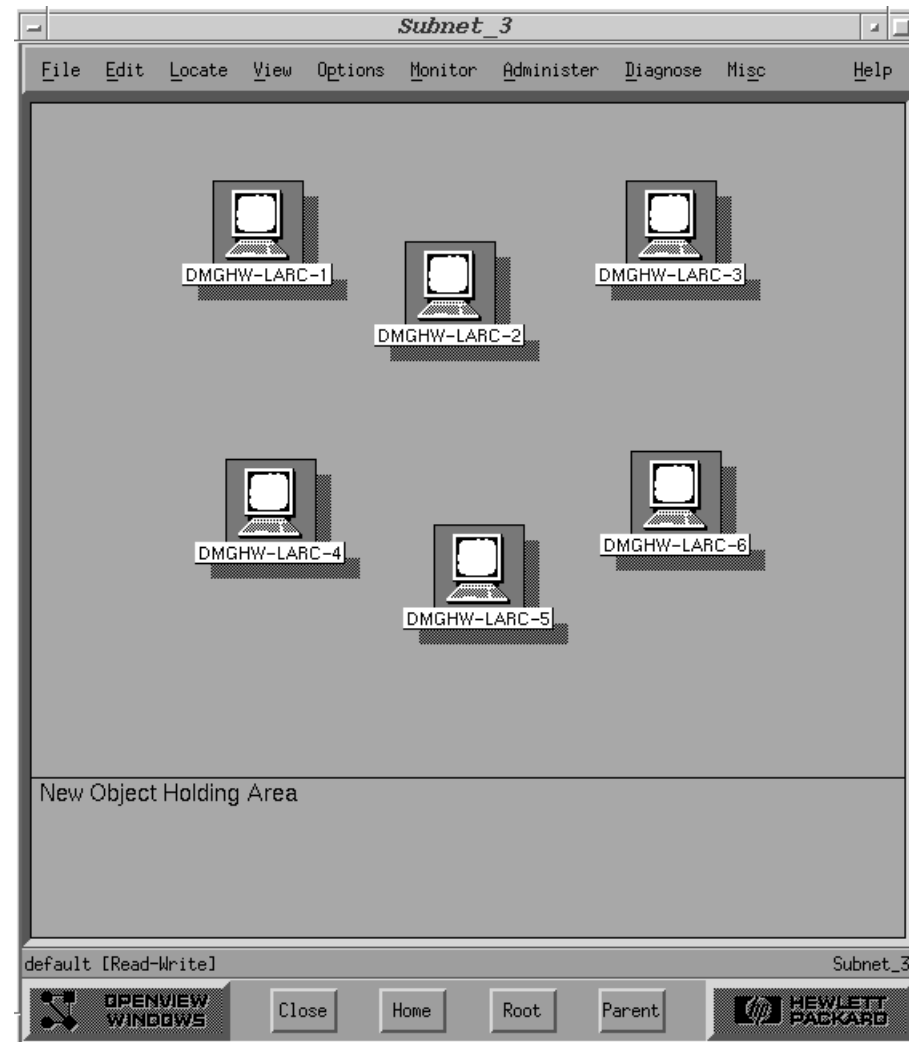 Subnet_3
File Edit Locate View Options Monitor Administer Diagnose Misc Help
DMGHW-LARC-1
DMGHW-LARC-2
DMGHW-LARC-3
DMGHW-LARC-4
DMGHW-LARC-5
DMGHW-LARC-6
New Object Holding Area
default [Read-Write] Subnet_3
OPENVIEW
WINDOWS
Close Home Root Parent
hp HEWLETT
PACKARD